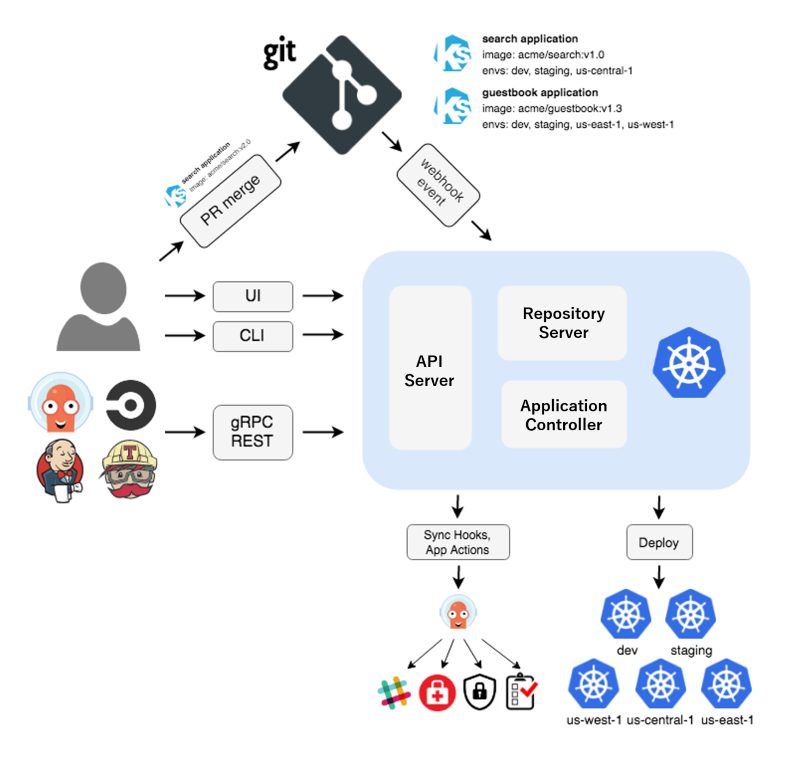 git
search application
image: acme/search:v1.0
envs: dev, staging, us-central-1
guestbook application
image: acme/guestbook:v1.3
envs: dev, staging, us-east-1, us-west-1
Ks
Ks
Ks
search application
image: acme/search:v2.0
PR merge
webhook
event
UI
CLI
gRPC
REST
T
API
Server
Repository
Server
Application
Controller
Sync Hooks,
App Actions
Deploy
dev
staging
us-west-1
us-central-1
us-east-1